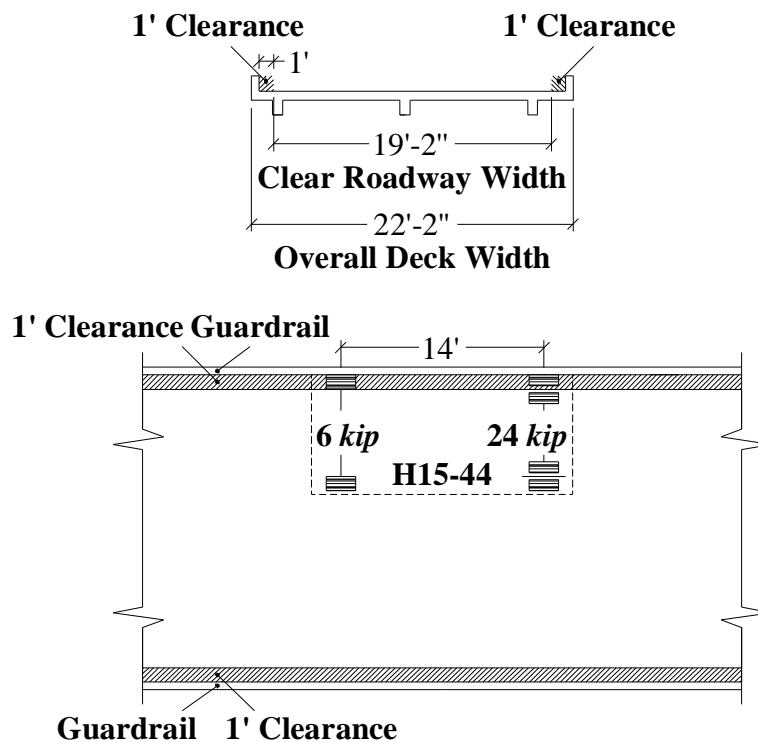 1' Clearance 1' Clearance
1'
19'-2"
Clear Roadway Width
22'-2"
Overall Deck Width
1' Clearance Guardrail
14'
6 kip 24 kip
H15-44
Guardrail 1' Clearance